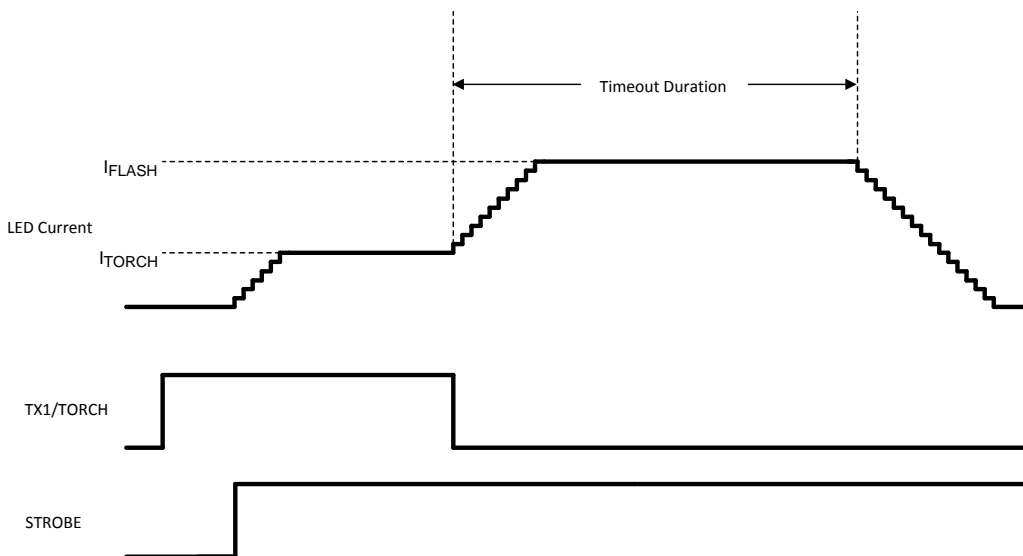 Timeout Duration
IFLASH
LED Current
ITORCH
TX1/TORCH
STROBE